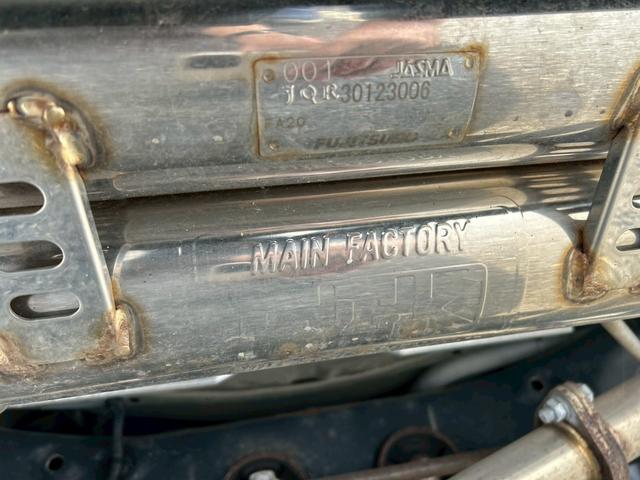 001 JASMA
JQR30123006
FA20
FUJITSUBO
MAIN FACTORY